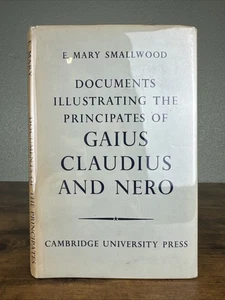 E. MARY SMALLWOOD
DOCUMENTS
ILLUSTRATING THE
PRINCIPATES OF
GAIUS
CLAUDIUS
AND NERO
CAMBRIDGE UNIVERSITY PRESS